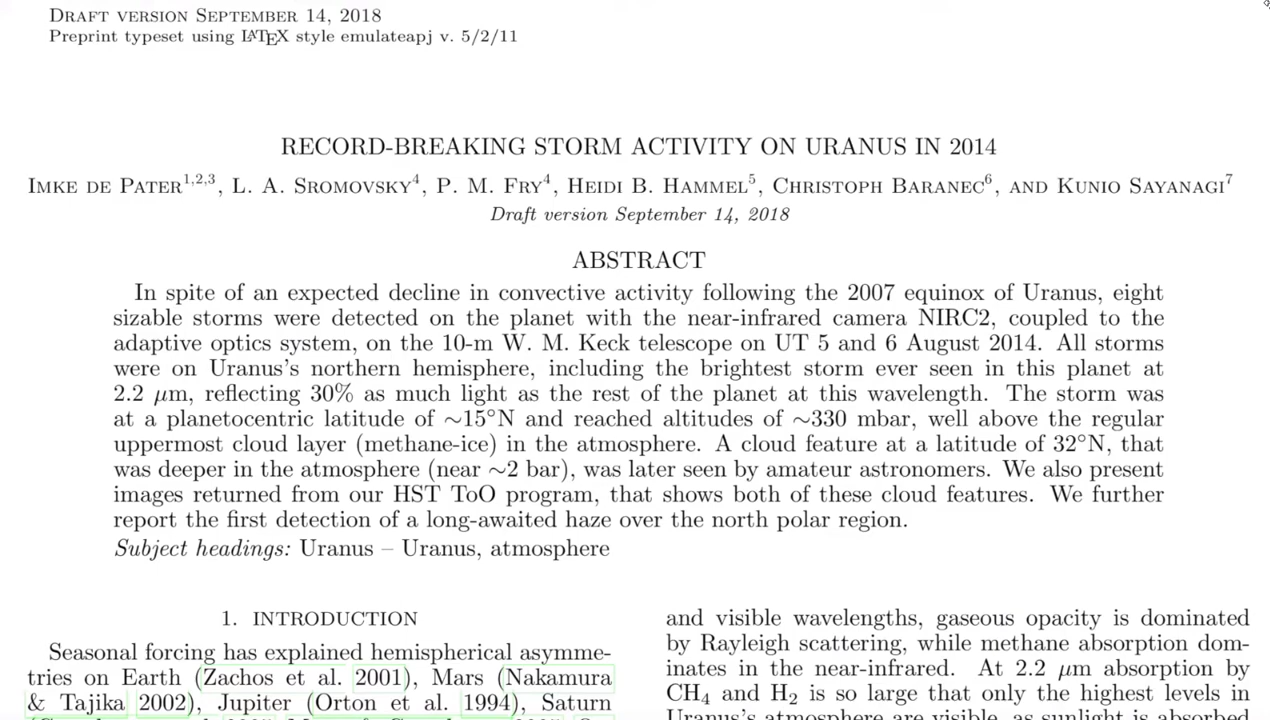 DRAFT VERSION SEPTEMBER 14, 2018
Preprint typeset using LATEX style emulateapj v. 5/2/11
RECORD-BREAKING STORM ACTIVITY ON URANUS IN 2014
IMKE DE PATER1,2,3, L. A. SROMOVSKY4, P. M. FRY4, HEIDI B. HAMMEL5, CHRISTOPH BARANEC6, AND KUNIO SAYANAGI7
Draft version September 14, 2018
ABSTRACT
In spite of an expected decline in convective activity following the 2007 equinox of Uranus, eight
sizable storms were detected on the planet with the near-infrared camera NIRC2, coupled to the
adaptive optics system, on the 10-m W. M. Keck telescope on UT 5 and 6 August 2014. All storms
were on Uranus's northern hemisphere, including the brightest storm ever seen in this planet at
2.2 μm, reflecting 30% as much light as the rest of the planet at this wavelength. The storm was
at a planetocentric latitude of ∼15°N and reached altitudes of ∼330 mbar, well above the regular
uppermost cloud layer (methane-ice) in the atmosphere. A cloud feature at a latitude of 32°N, that
was deeper in the atmosphere (near ∼2 bar), was later seen by amateur astronomers. We also present
images returned from our HST ToO program, that shows both of these cloud features. We further
report the first detection of a long-awaited haze over the north polar region.
Subject headings: Uranus – Uranus, atmosphere
1. INTRODUCTION
Seasonal forcing has explained hemispherical asymme-
tries on Earth (Zachos et al. 2001), Mars (Nakamura
& Tajika 2002), Jupiter (Orton et al. 1994), Saturn
and visible wavelengths, gaseous opacity is dominated
by Rayleigh scattering, while methane absorption dom-
inates in the near-infrared. At 2.2 μm absorption by
CH4 and H2 is so large that only the highest levels in
Uranus's atmosphere are visible, as sunlight is absorbed